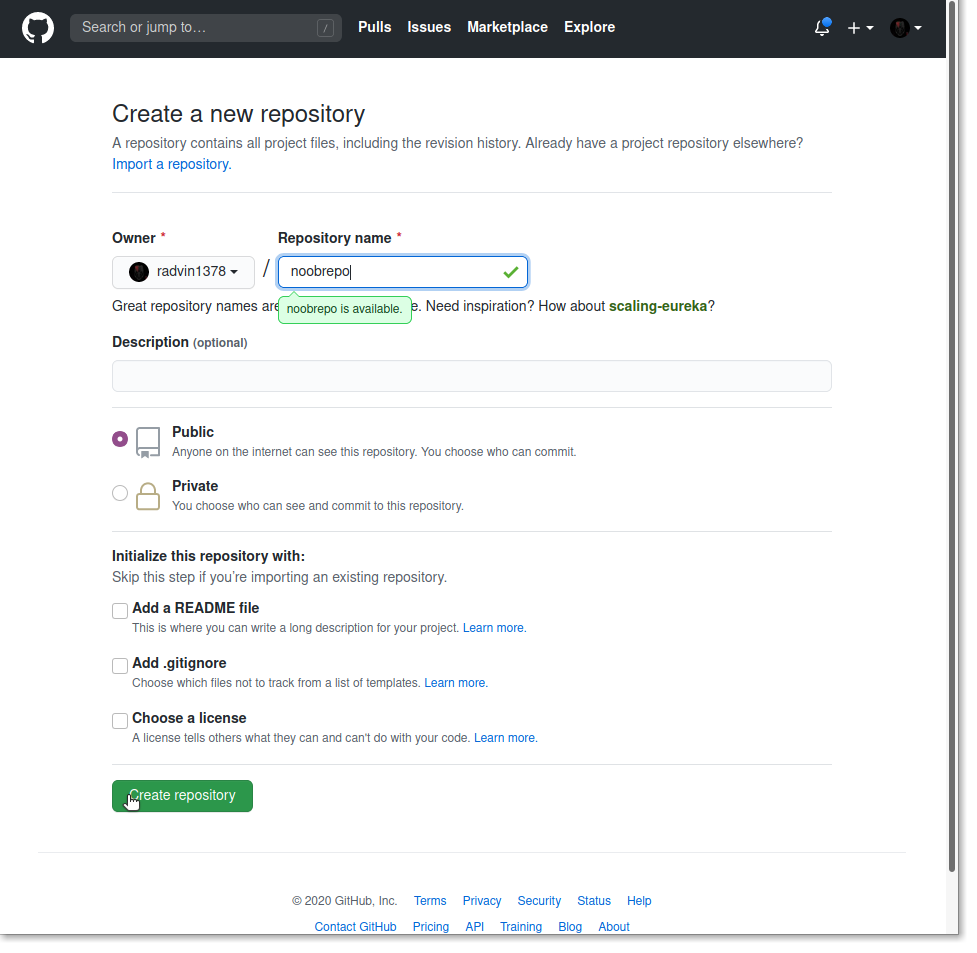 Search or jump to… / Pulls Issues Marketplace Explore
Create a new repository
A repository contains all project files, including the revision history. Already have a project repository elsewhere?
Import a repository.
Owner * Repository name *
radvin1378 / noobrepo
Great repository names are e. Need inspiration? How about scaling-eureka?
noobrepo is available.
Description (optional)
Public
Anyone on the internet can see this repository. You choose who can commit.
Private
You choose who can see and commit to this repository.
Initialize this repository with:
Skip this step if you're importing an existing repository.
Add a README file
This is where you can write a long description for your project. Learn more.
Add .gitignore
Choose which files not to track from a list of templates. Learn more.
Choose a license
A license tells others what they can and can't do with your code. Learn more.
Create repository
© 2020 GitHub, Inc. Terms Privacy Security Status Help
Contact GitHub Pricing API Training Blog About